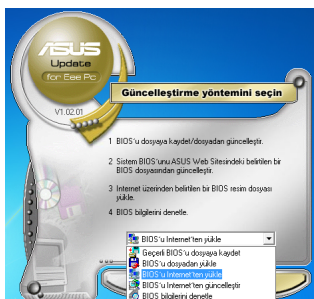 ASUS
Update
for Eee Pc
V1.02.01
Güncelleştirme yöntemini seçin
1 BIOS'u dosyaya kaydet/dosyadan güncelleştir.
2 Sistem BIOS'unu ASUS Web Sitesindeki belirtilen bir
BIOS dosyasından güncelleştir.
3 Internet üzerinden belirtilen bir BIOS resim dosyası
yükle.
4 BIOS bilgilerini denetle.
BIOS'u Internet'ten yükle
Geçerli BIOS'u dosyaya kaydet
BIOS'u dosyadan yükle
BIOS'u Internet'ten yükle
BIOS'u Internet'ten güncelleştir
BIOS bilgilerini denetle